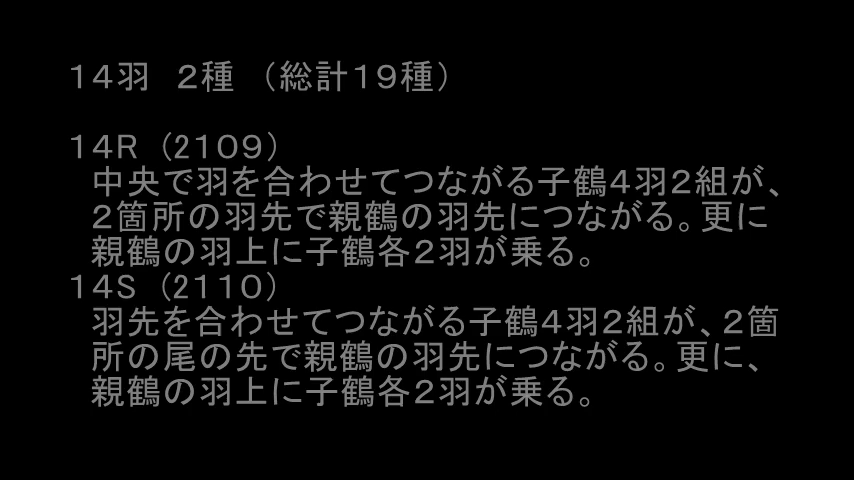 １４羽　２種　（総計１９種）
１４Ｒ（２１０９）
中央で羽を合わせてつながる子鶴４羽２組が、
２箇所の羽先で親鶴の羽先につながる。更に
親鶴の羽上に子鶴各２羽が乗る。
１４Ｓ（２１１０）
羽先を合わせてつながる子鶴４羽２組が、２箇
所の尾の先で親鶴の羽先につながる。更に、
親鶴の羽上に子鶴各２羽が乗る。